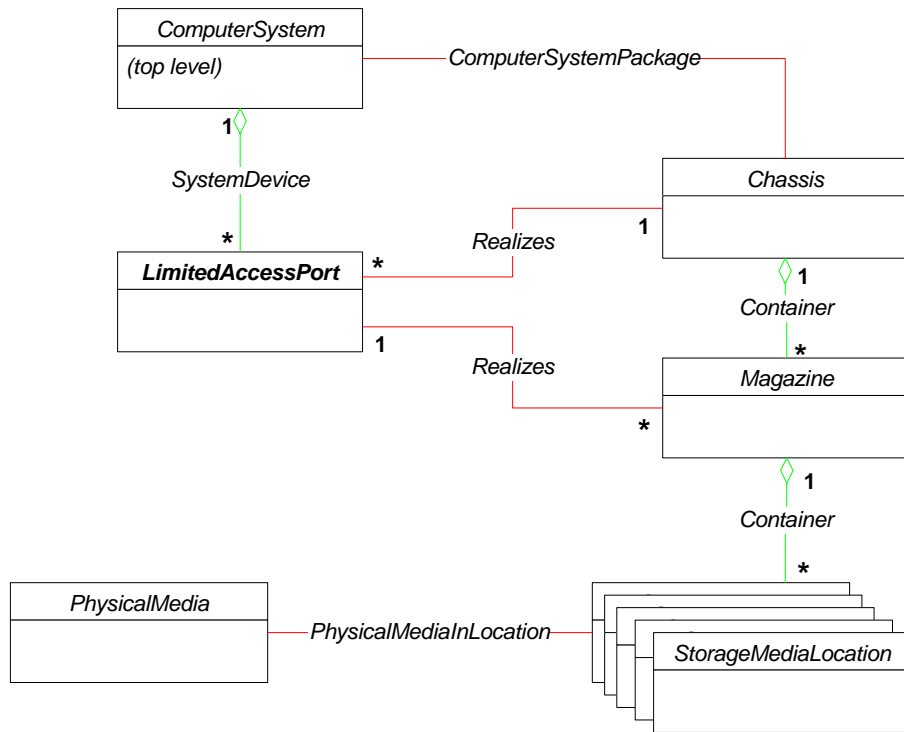 ComputerSystem
(top level)
ComputerSystemPackage
1
SystemDevice
*
Chassis
1
Realizes
*
LimitedAccessPort
1
Container
*
1
Realizes
Magazine
*
1
Container
*
PhysicalMedia
PhysicalMediaInLocation
StorageMediaLocation